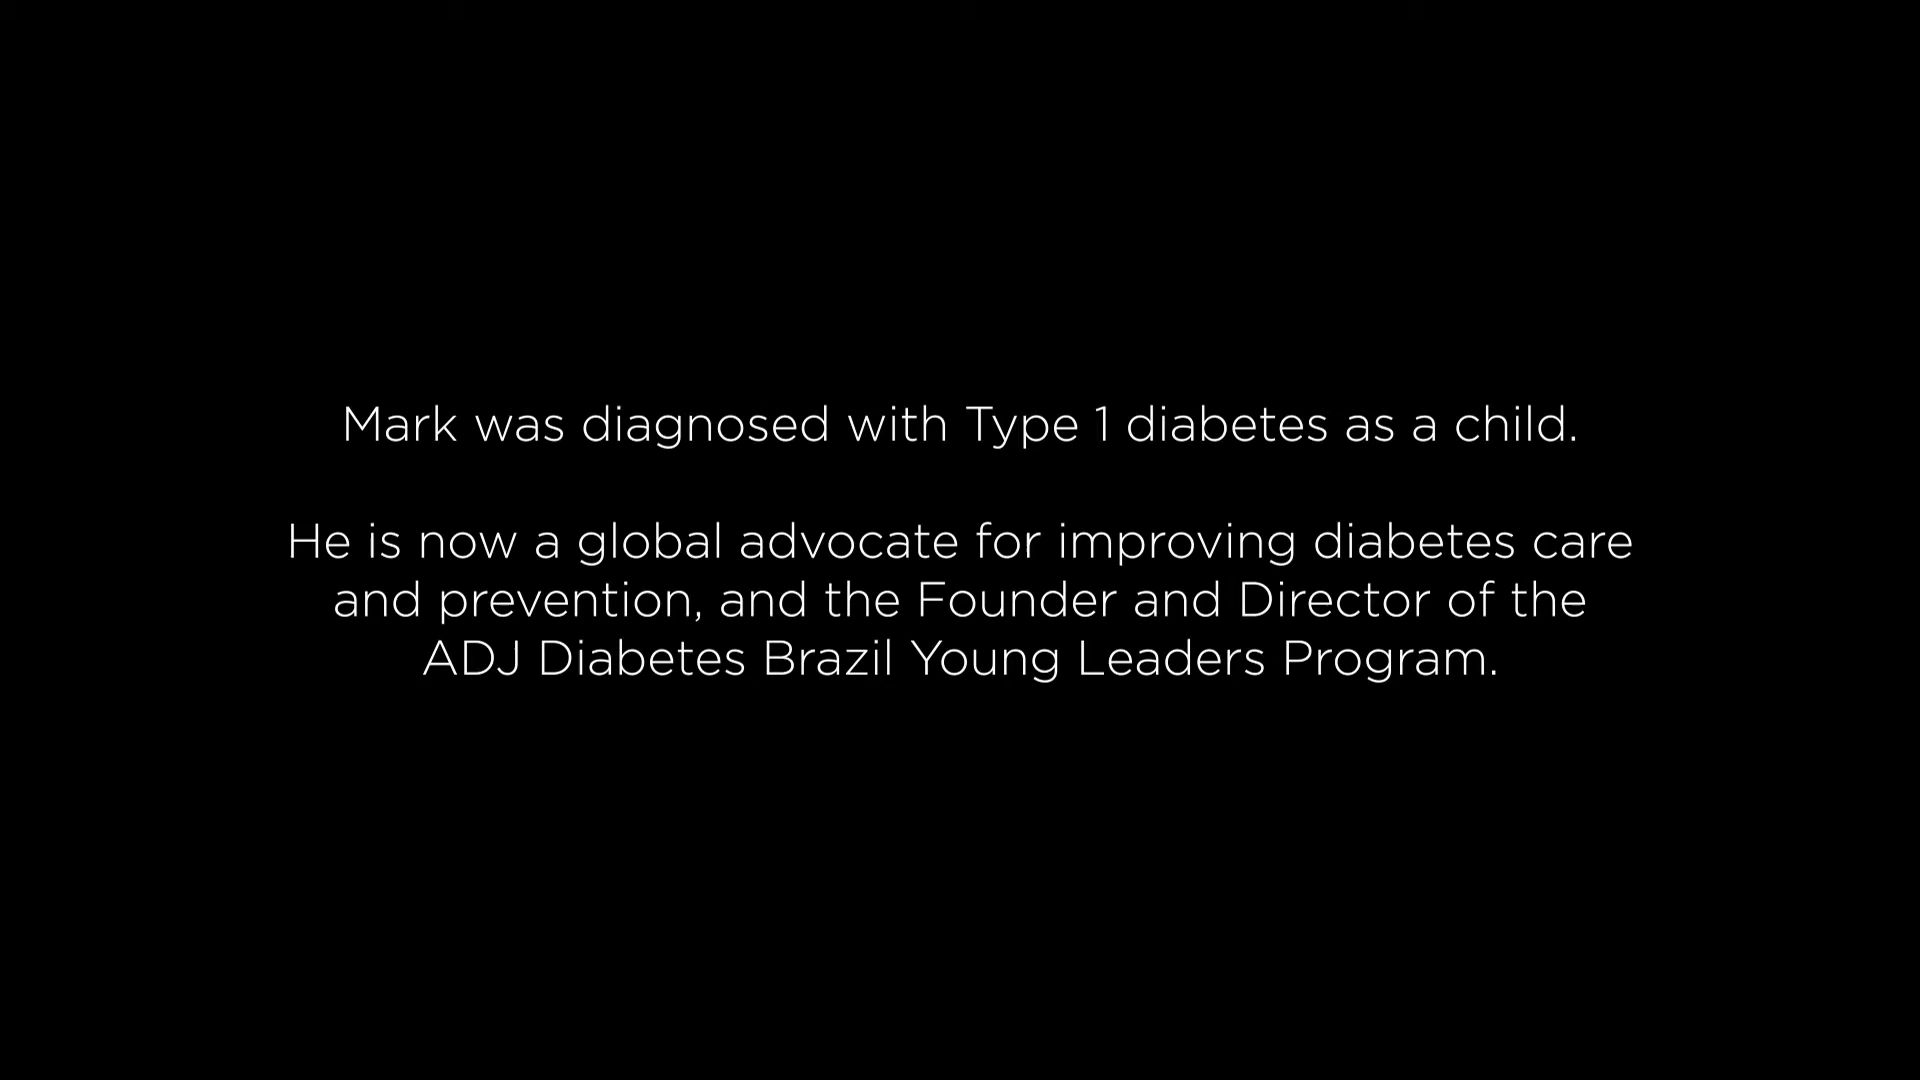 Mark was diagnosed with Type 1 diabetes as a child.
He is now a global advocate for improving diabetes care
and prevention, and the Founder and Director of the
ADJ Diabetes Brazil Young Leaders Program.